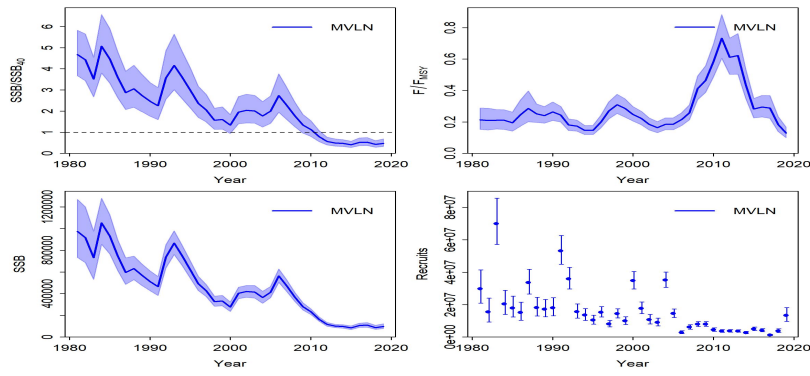 SSB/SSB40
6
5
4
3
2
1
0
MVLN
1980 1990 2000 2010 2020
Year
F/FMSY
0.8
0.6
0.4
0.2
0.0
MVLN
1980 1990 2000 2010 2020
Year
SSB
1200000
800000
400000
0
MVLN
1980 1990 2000 2010 2020
Year
Recruits
8e+07
6e+07
4e+07
2e+07
0e+00
MVLN
1980 1990 2000 2010 2020
Year